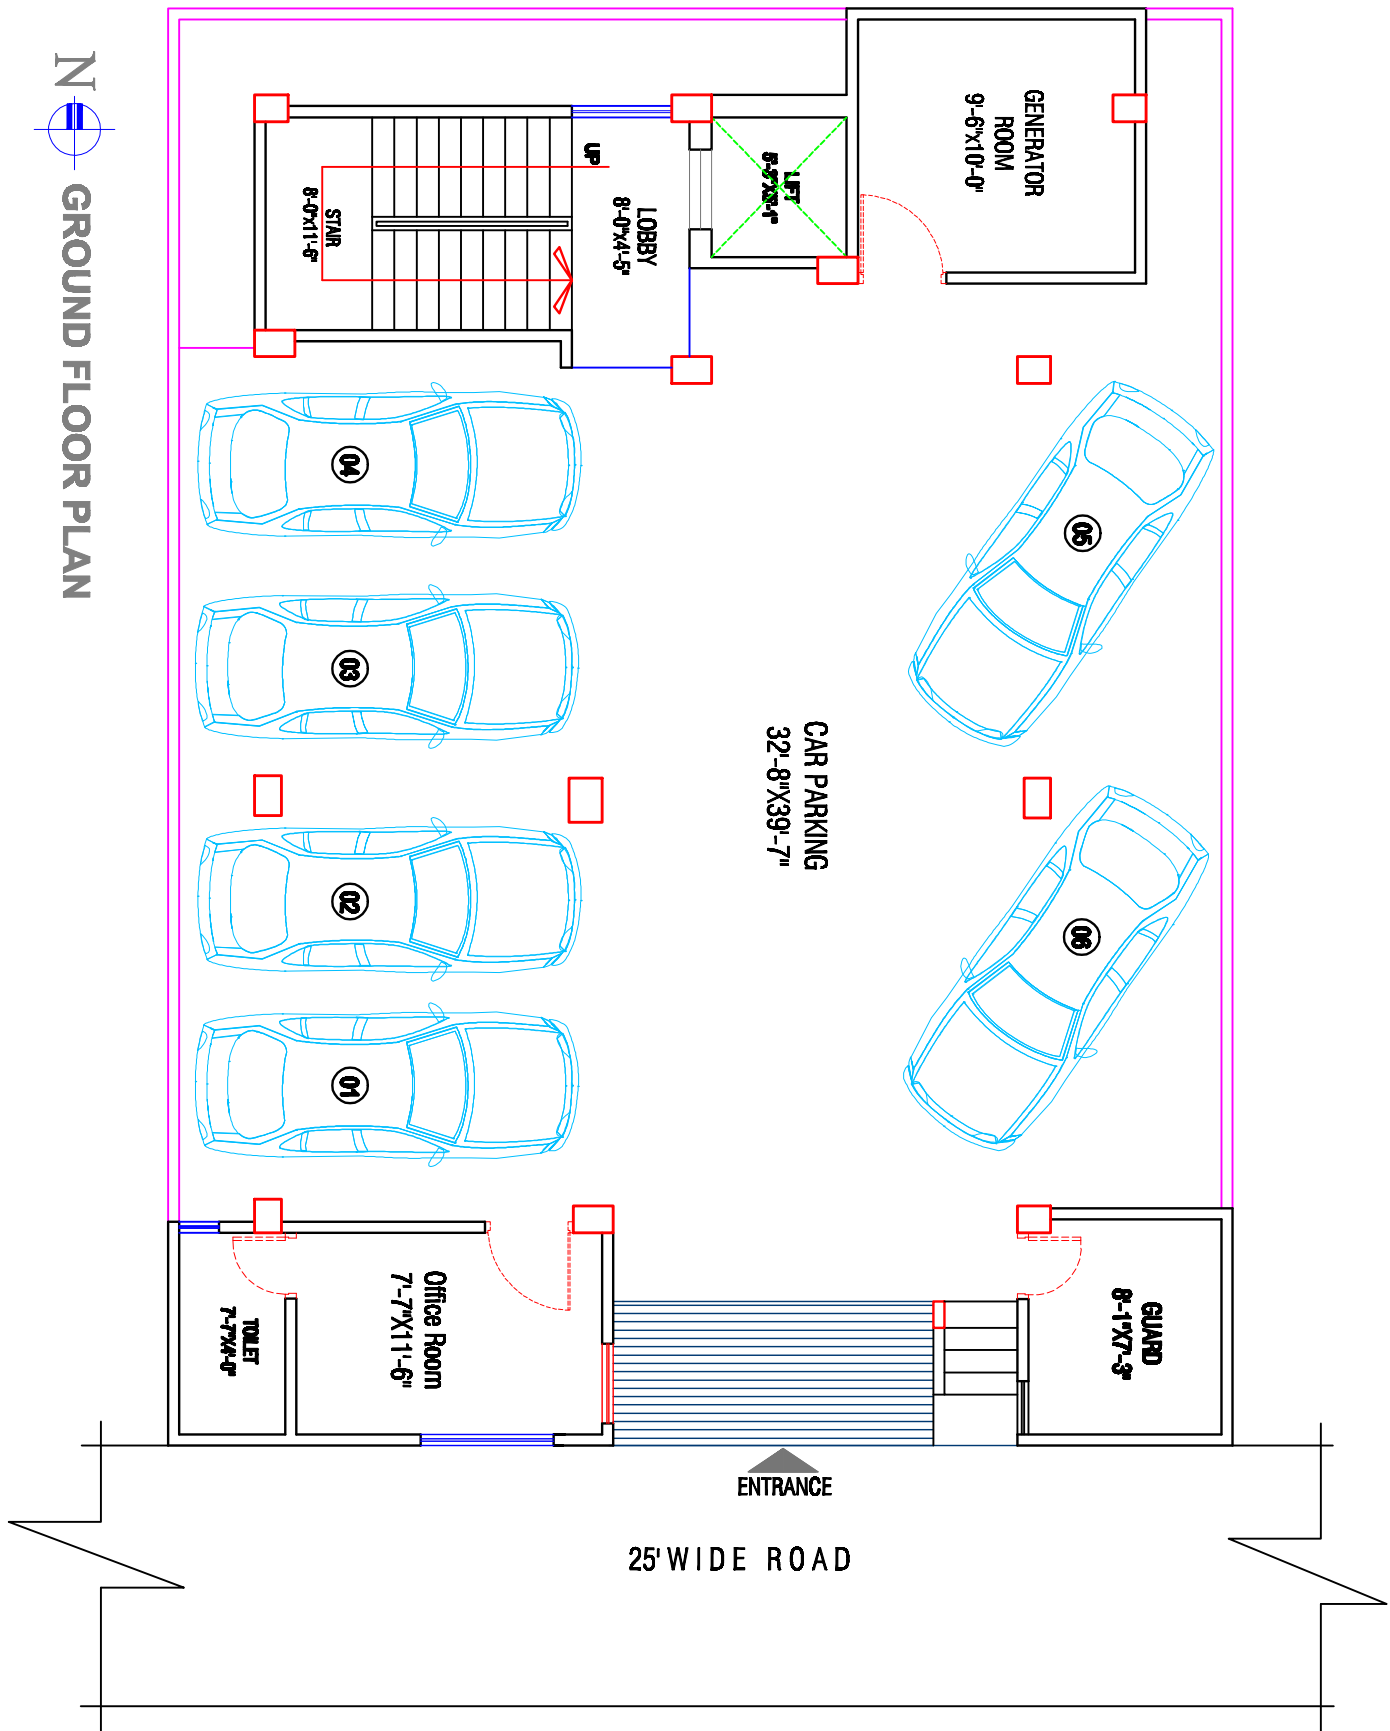 N
GROUND FLOOR PLAN
GENERATOR
ROOM
9'-6"x10'-0"
LIFT
UP
LOBBY
8'-0"x4'-5"
STAIR
8'-0"x11'-6"
04
05
03
CAR PARKING
32'-8"X39'-7"
02
06
01
Office Room
7'-7"X11'-6"
TOILET
7'-7"X4'-0"
GUARD
8'-1"X7'-3"
ENTRANCE
25' WIDE ROAD